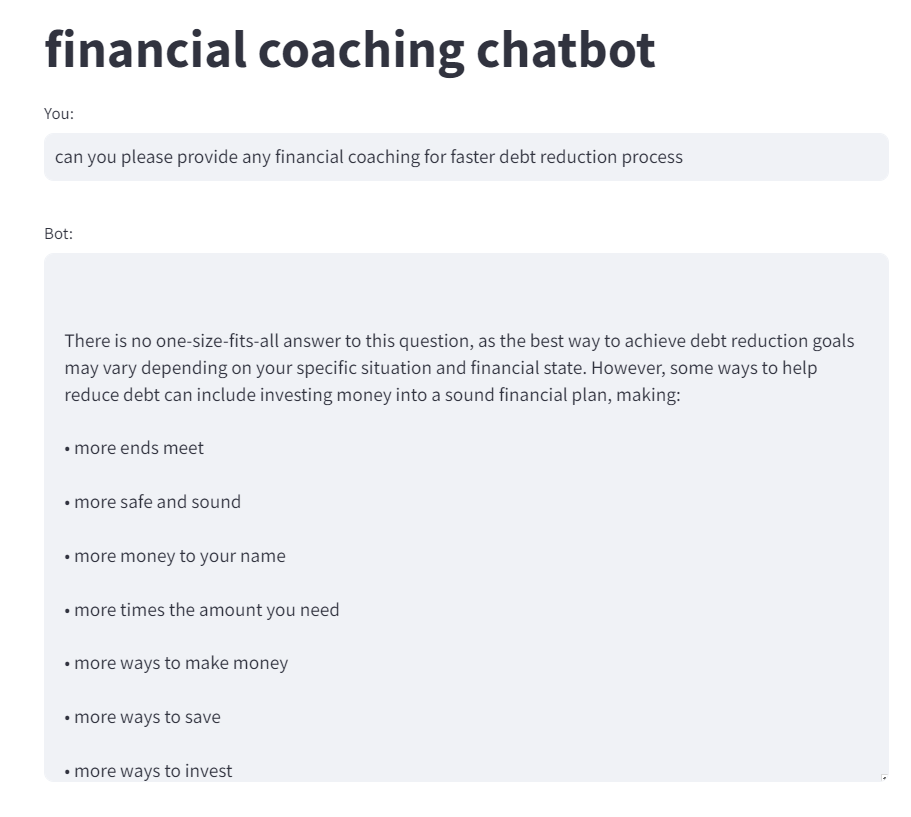 financial coaching chatbot
You:
can you please provide any financial coaching for faster debt reduction process
Bot:
There is no one-size-fits-all answer to this question, as the best way to achieve debt reduction goals
may vary depending on your specific situation and financial state. However, some ways to help
reduce debt can include investing money into a sound financial plan, making:
• more ends meet
• more safe and sound
• more money to your name
• more times the amount you need
• more ways to make money
• more ways to save
• more ways to invest